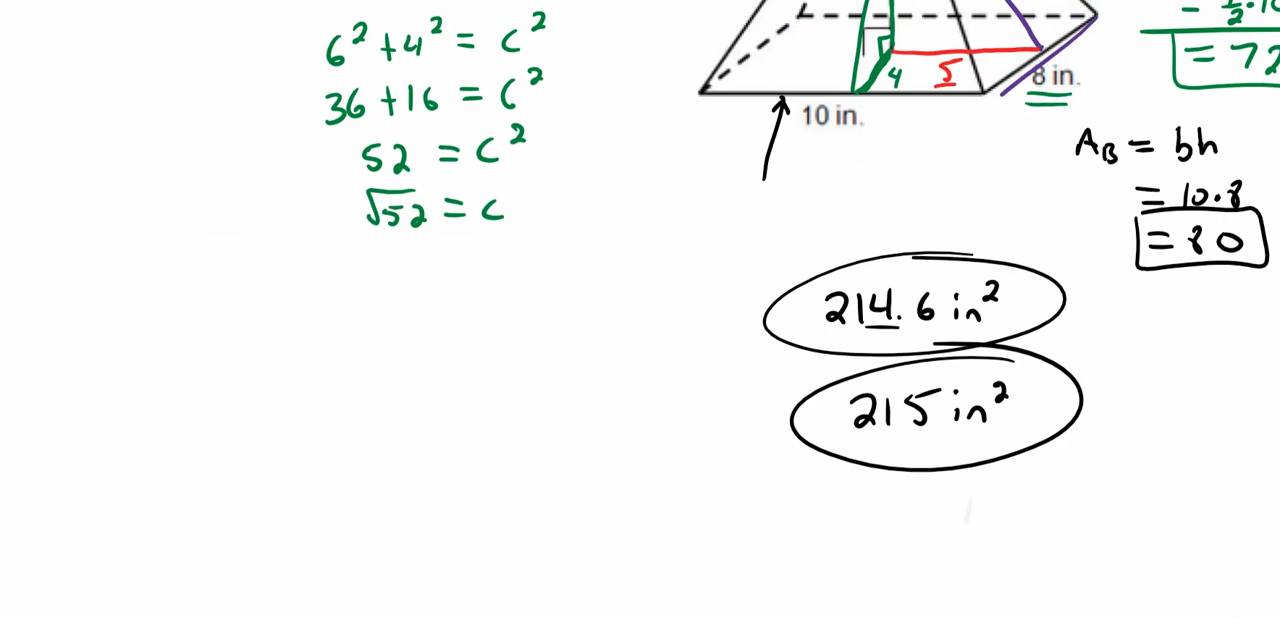 6² + 4² = c²
36 + 16 = c²
52 = c²
√52 = c
4
5
8 in.
10 in.
= 72
A_B = bh
= 10·8
= 80
214.6 in²
215 in²